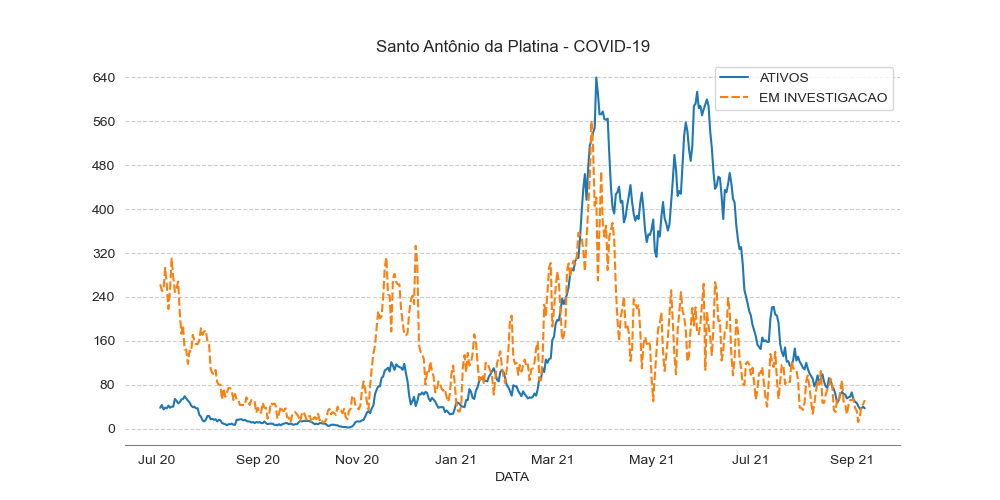 Santo Antônio da Platina - COVID-19
ATIVOS
EM INVESTIGACAO
640
560
480
400
320
240
160
80
0
Jul 20 Sep 20 Nov 20 Jan 21 Mar 21 May 21 Jul 21 Sep 21
DATA